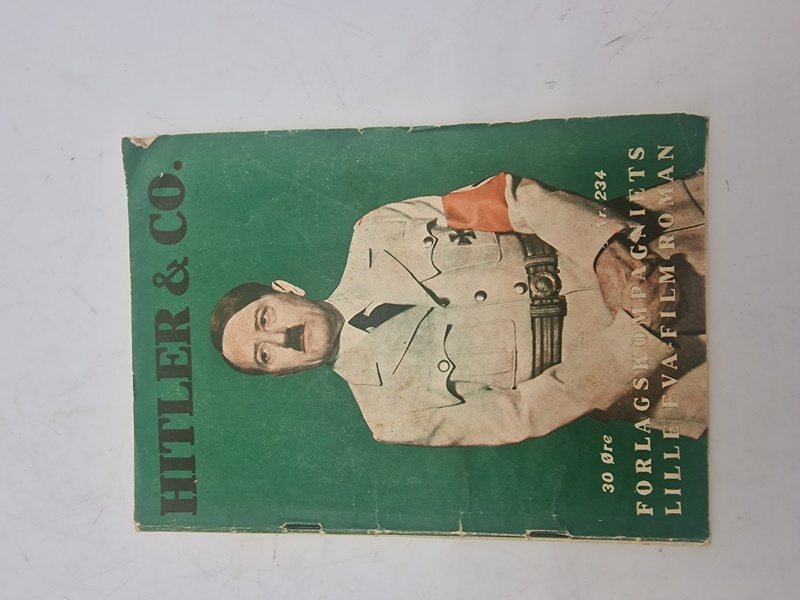 HITLER & CO.
30 Øre
Nr. 234
FORLAGSKOMPAGNIETS
LILLE EVA-FILM-ROMAN